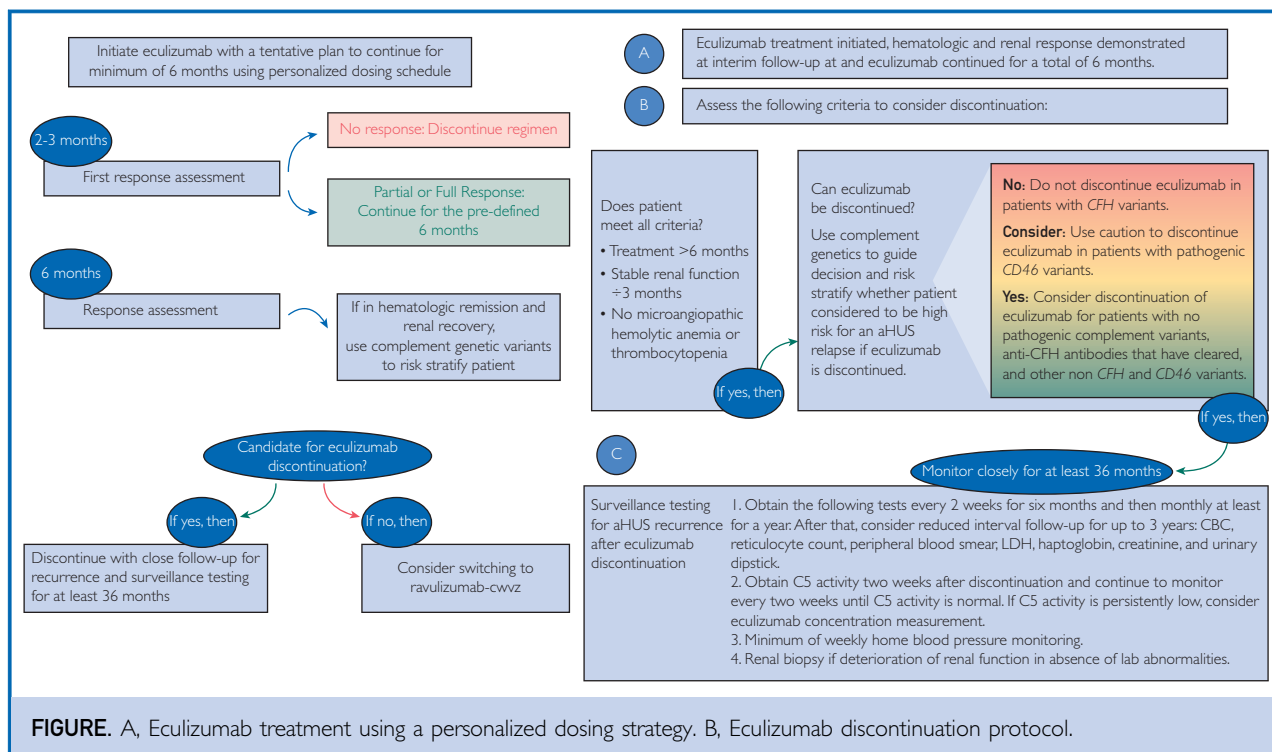 Initiate eculizumab with a tentative plan to continue for
minimum of 6 months using personalized dosing schedule
2-3 months
First response assessment
No response: Discontinue regimen
Partial or Full Response:
Continue for the pre-defined
6 months
6 months
Response assessment
If in hematologic remission and
renal recovery,
use complement genetic variants
to risk stratify patient
Candidate for eculizumab
discontinuation?
If yes, then
If no, then
Discontinue with close follow-up for
recurrence and surveillance testing
for at least 36 months
Consider switching to
ravulizumab-cwvz
A
Eculizumab treatment initiated, hematologic and renal response demonstrated
at interim follow-up at and eculizumab continued for a total of 6 months.
B
Assess the following criteria to consider discontinuation:
Does patient
meet all criteria?
• Treatment >6 months
• Stable renal function
÷3 months
• No microangiopathic
hemolytic anemia or
thrombocytopenia
If yes, then
Can eculizumab
be discontinued?
Use complement
genetics to guide
decision and risk
stratify whether patient
considered to be high
risk for an aHUS
relapse if eculizumab
is discontinued.
No: Do not discontinue eculizumab in
patients with CFH variants.
Consider: Use caution to discontinue
eculizumab in patients with pathogenic
CD46 variants.
Yes: Consider discontinuation of
eculizumab for patients with no
pathogenic complement variants,
anti-CFH antibodies that have cleared,
and other non CFH and CD46 variants.
If yes, then
C
Monitor closely for at least 36 months
Surveillance testing
for aHUS recurrence
after eculizumab
discontinuation
1. Obtain the following tests every 2 weeks for six months and then monthly at least
for a year. After that, consider reduced interval follow-up for up to 3 years: CBC,
reticulocyte count, peripheral blood smear, LDH, haptoglobin, creatinine, and urinary
dipstick.
2. Obtain C5 activity two weeks after discontinuation and continue to monitor
every two weeks until C5 activity is normal. If C5 activity is persistently low, consider
eculizumab concentration measurement.
3. Minimum of weekly home blood pressure monitoring.
4. Renal biopsy if deterioration of renal function in absence of lab abnormalities.
FIGURE. A, Eculizumab treatment using a personalized dosing strategy. B, Eculizumab discontinuation protocol.